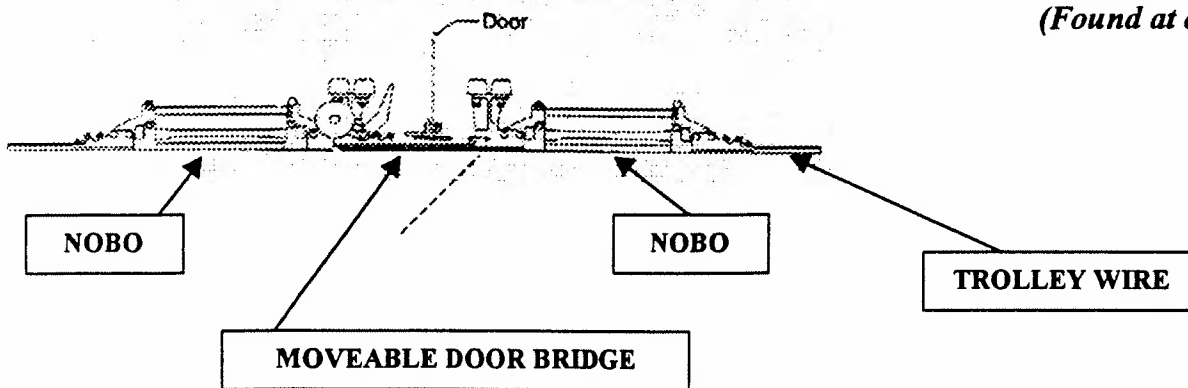 (Found at
Door
NOBO
NOBO
TROLLEY WIRE
MOVEABLE DOOR BRIDGE